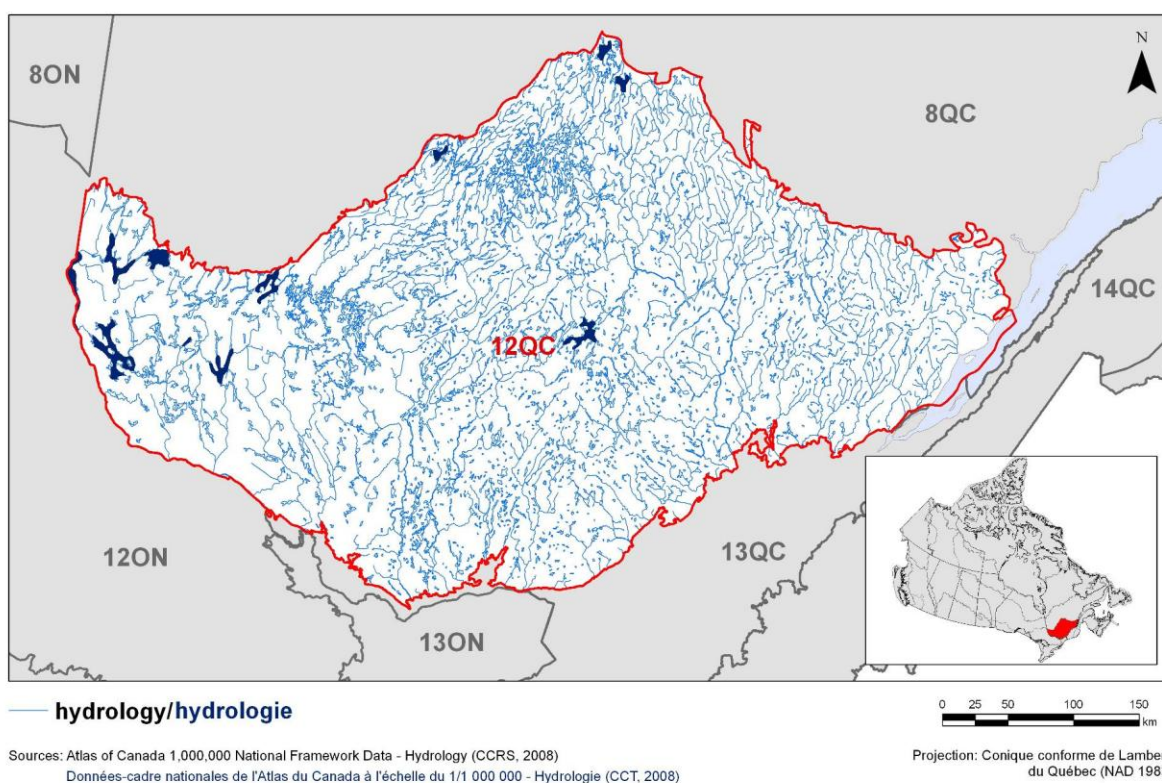 N
8ON
8QC
14QC
12QC
12ON
13QC
13ON
hydrology/hydrologie
0 25 50 100 150
km
Sources: Atlas of Canada 1,000,000 National Framework Data - Hydrology (CCRS, 2008)
Données-cadre nationales de l'Atlas du Canada à l'échelle du 1/1 000 000 - Hydrologie (CCT, 2008)
Projection: Conique conforme de Lamber
du Québec (NAD 198